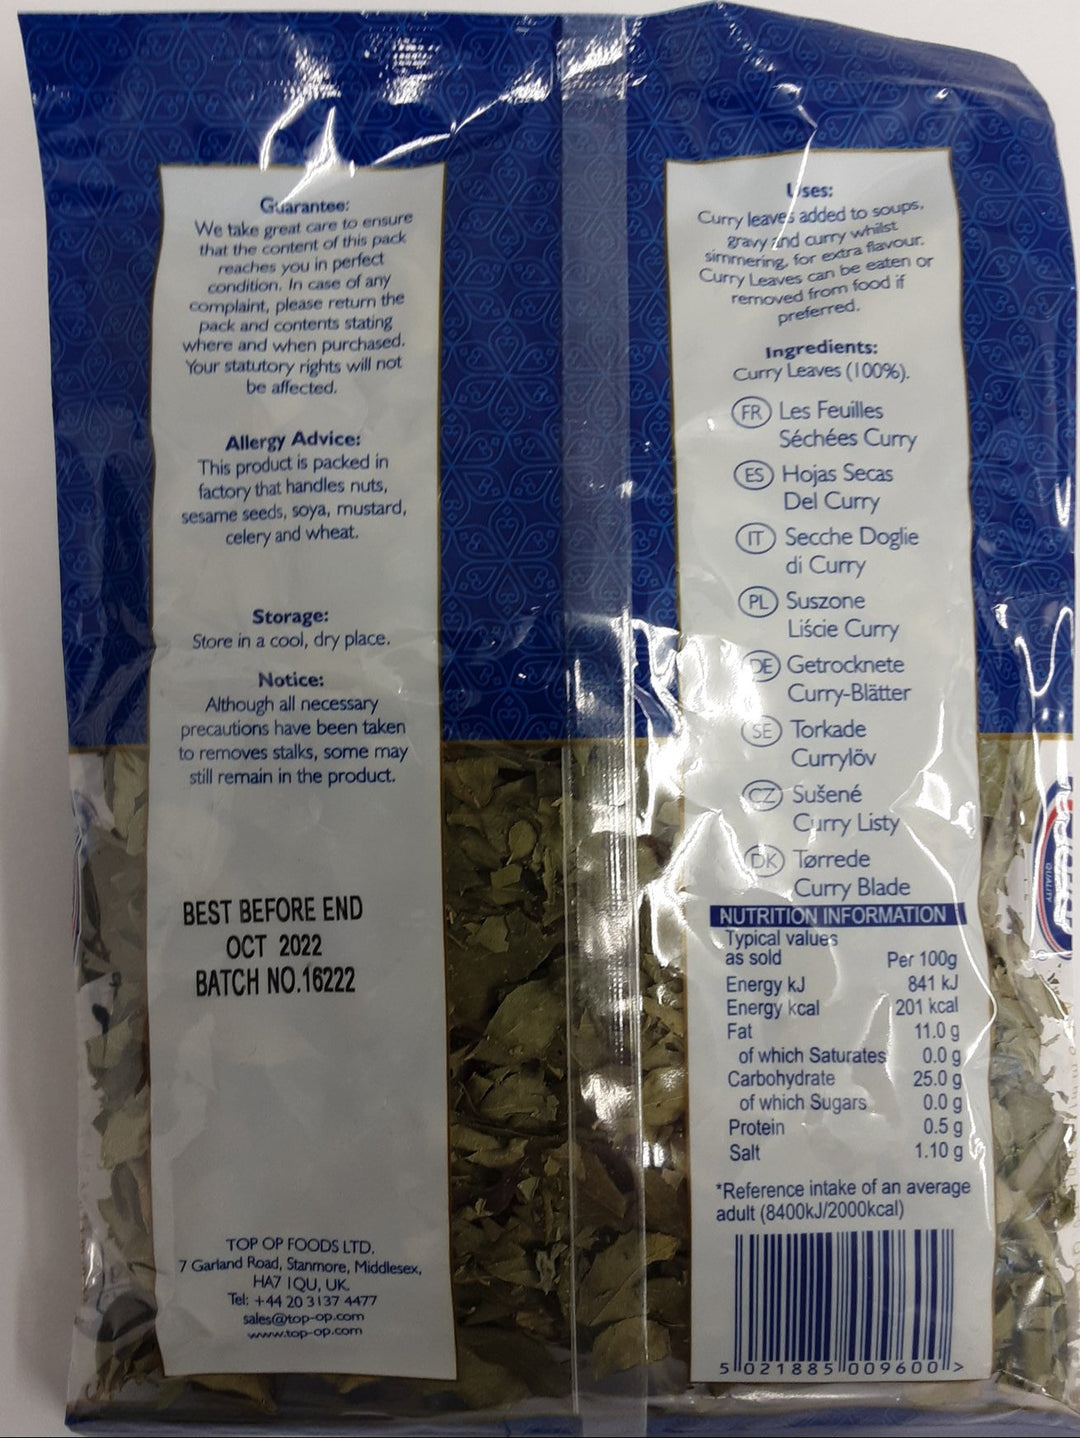 Guarantee:
We take great care to ensure
that the content of this pack
reaches you in perfect
condition. In case of any
complaint, please return the
pack and contents stating
where and when purchased.
Your statutory rights will not
be affected.
Allergy Advice:
This product is packed in
factory that handles nuts,
sesame seeds, soya, mustard,
celery and wheat.
Storage:
Store in a cool, dry place.
Notice:
Although all necessary
precautions have been taken
to removes stalks, some may
still remain in the product.
BEST BEFORE END
OCT 2022
BATCH NO.16222
TOP OP FOODS LTD.
7 Garland Road, Stanmore, Middlesex,
HA7 1QU, UK.
Tel: +44 20 3137 4477
sales@top-op.com
www.top-op.com
Uses:
Curry leaves added to soups,
gravy and curry whilst
simmering, for extra flavour.
Curry Leaves can be eaten or
removed from food if
preferred.
Ingredients:
Curry Leaves (100%).
FR Les Feuilles
Séchées Curry
ES Hojas Secas
Del Curry
IT Secche Doglie
di Curry
PL Suszone
Liście Curry
DE Getrocknete
Curry-Blätter
SE Torkade
Currylöv
CZ Sušené
Curry Listy
DK Tørrede
Curry Blade
NUTRITION INFORMATION
Typical values
as sold Per 100g
Energy kJ 841 kJ
Energy kcal 201 kcal
Fat 11.0 g
of which Saturates 0.0 g
Carbohydrate 25.0 g
of which Sugars 0.0 g
Protein 0.5 g
Salt 1.10 g
*Reference intake of an average
adult (8400kJ/2000kcal)
5 021885 009600 >
QUALITY